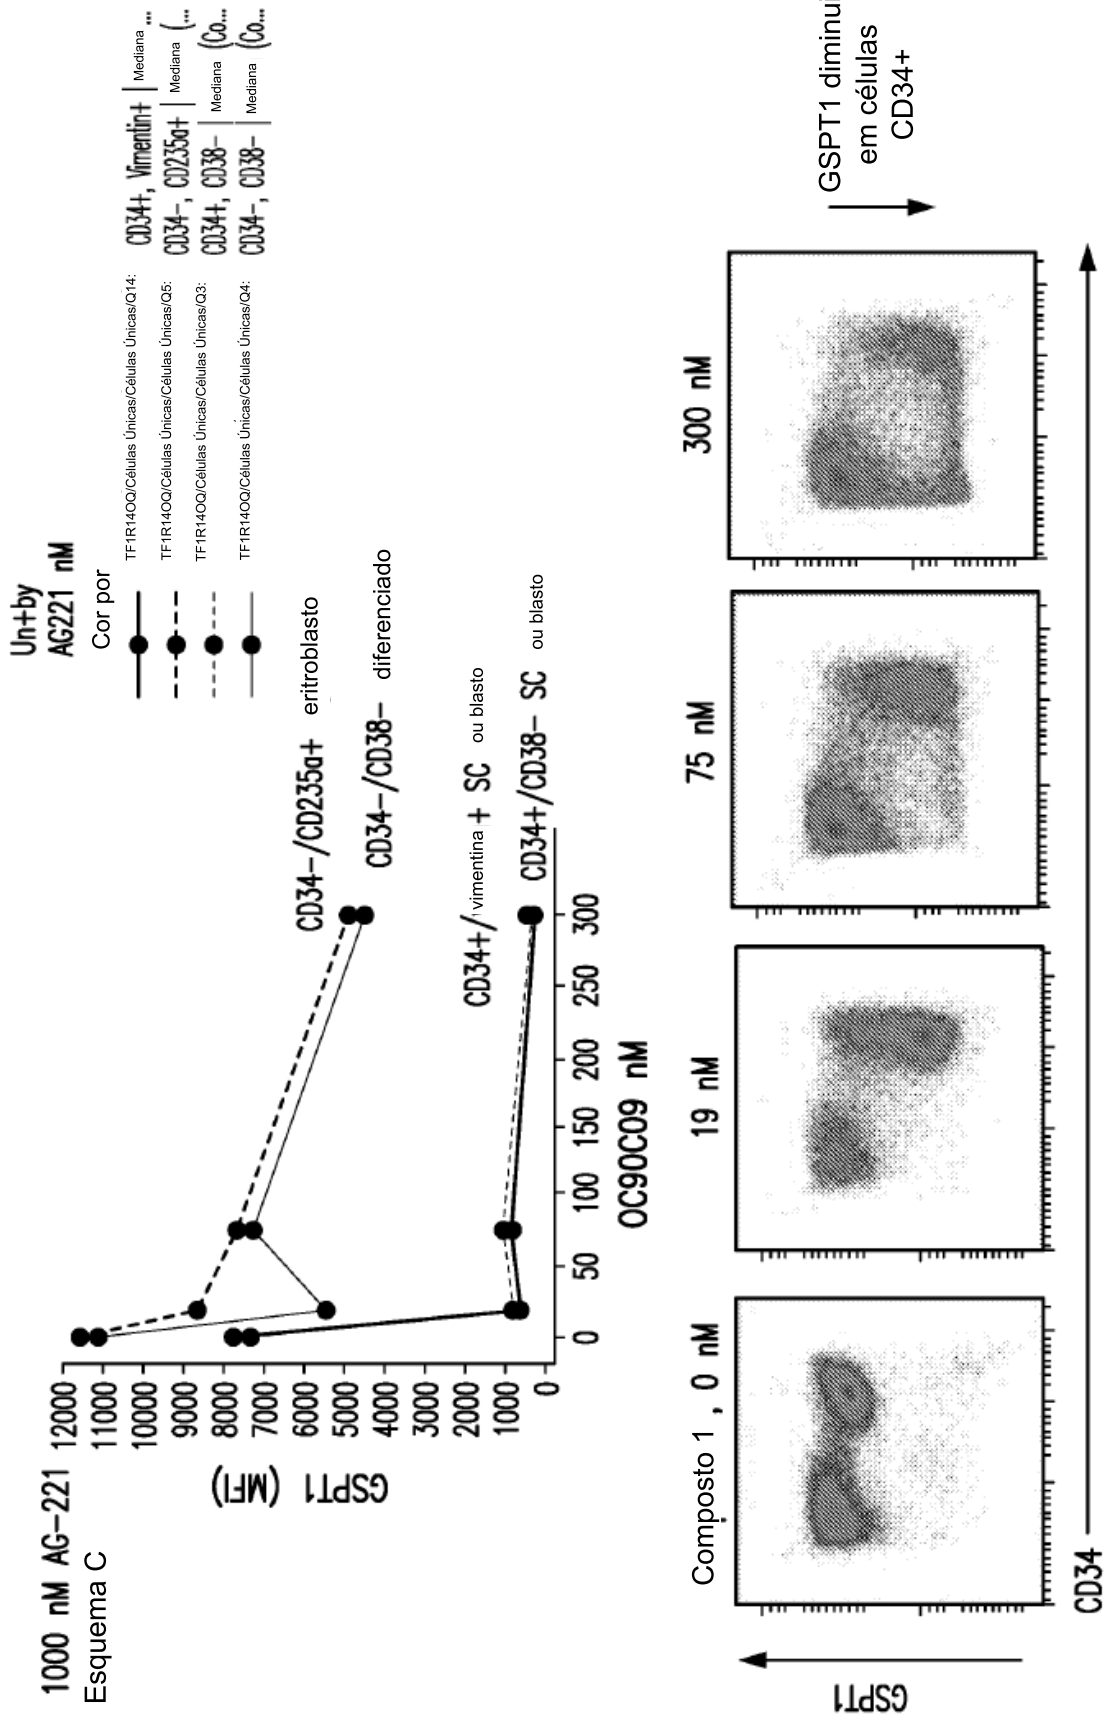 1000 nM AG-221
Esquema C
Un+by
AG221 nM
Cor por
TF1R14OQ/Células Únicas/Células Únicas/Q14: CD34+, Vimentin+ | Mediana ...
TF1R14OQ/Células Únicas/Células Únicas/Q5: CD34-, CD235a+ | Mediana (...
TF1R14OQ/Células Únicas/Células Únicas/Q3: CD34+, CD38- | Mediana (Co...
TF1R14OQ/Células Únicas/Células Únicas/Q4: CD34-, CD38- | Mediana (Co...
GSPT1 (MFI)
12000
11000
10000
9000
8000
7000
6000
5000
4000
3000
2000
1000
0
CD34-/CD235a+ eritroblasto
CD34-/CD38- diferenciado
CD34+/vimentina + SC ou blasto
CD34+/CD38- SC ou blasto
0 50 100 150 200 250 300
OC90C09 nM
Composto 1 , 0 nM
19 nM
75 nM
300 nM
GSPT1 diminui
em células
CD34+
GSPT1
CD34